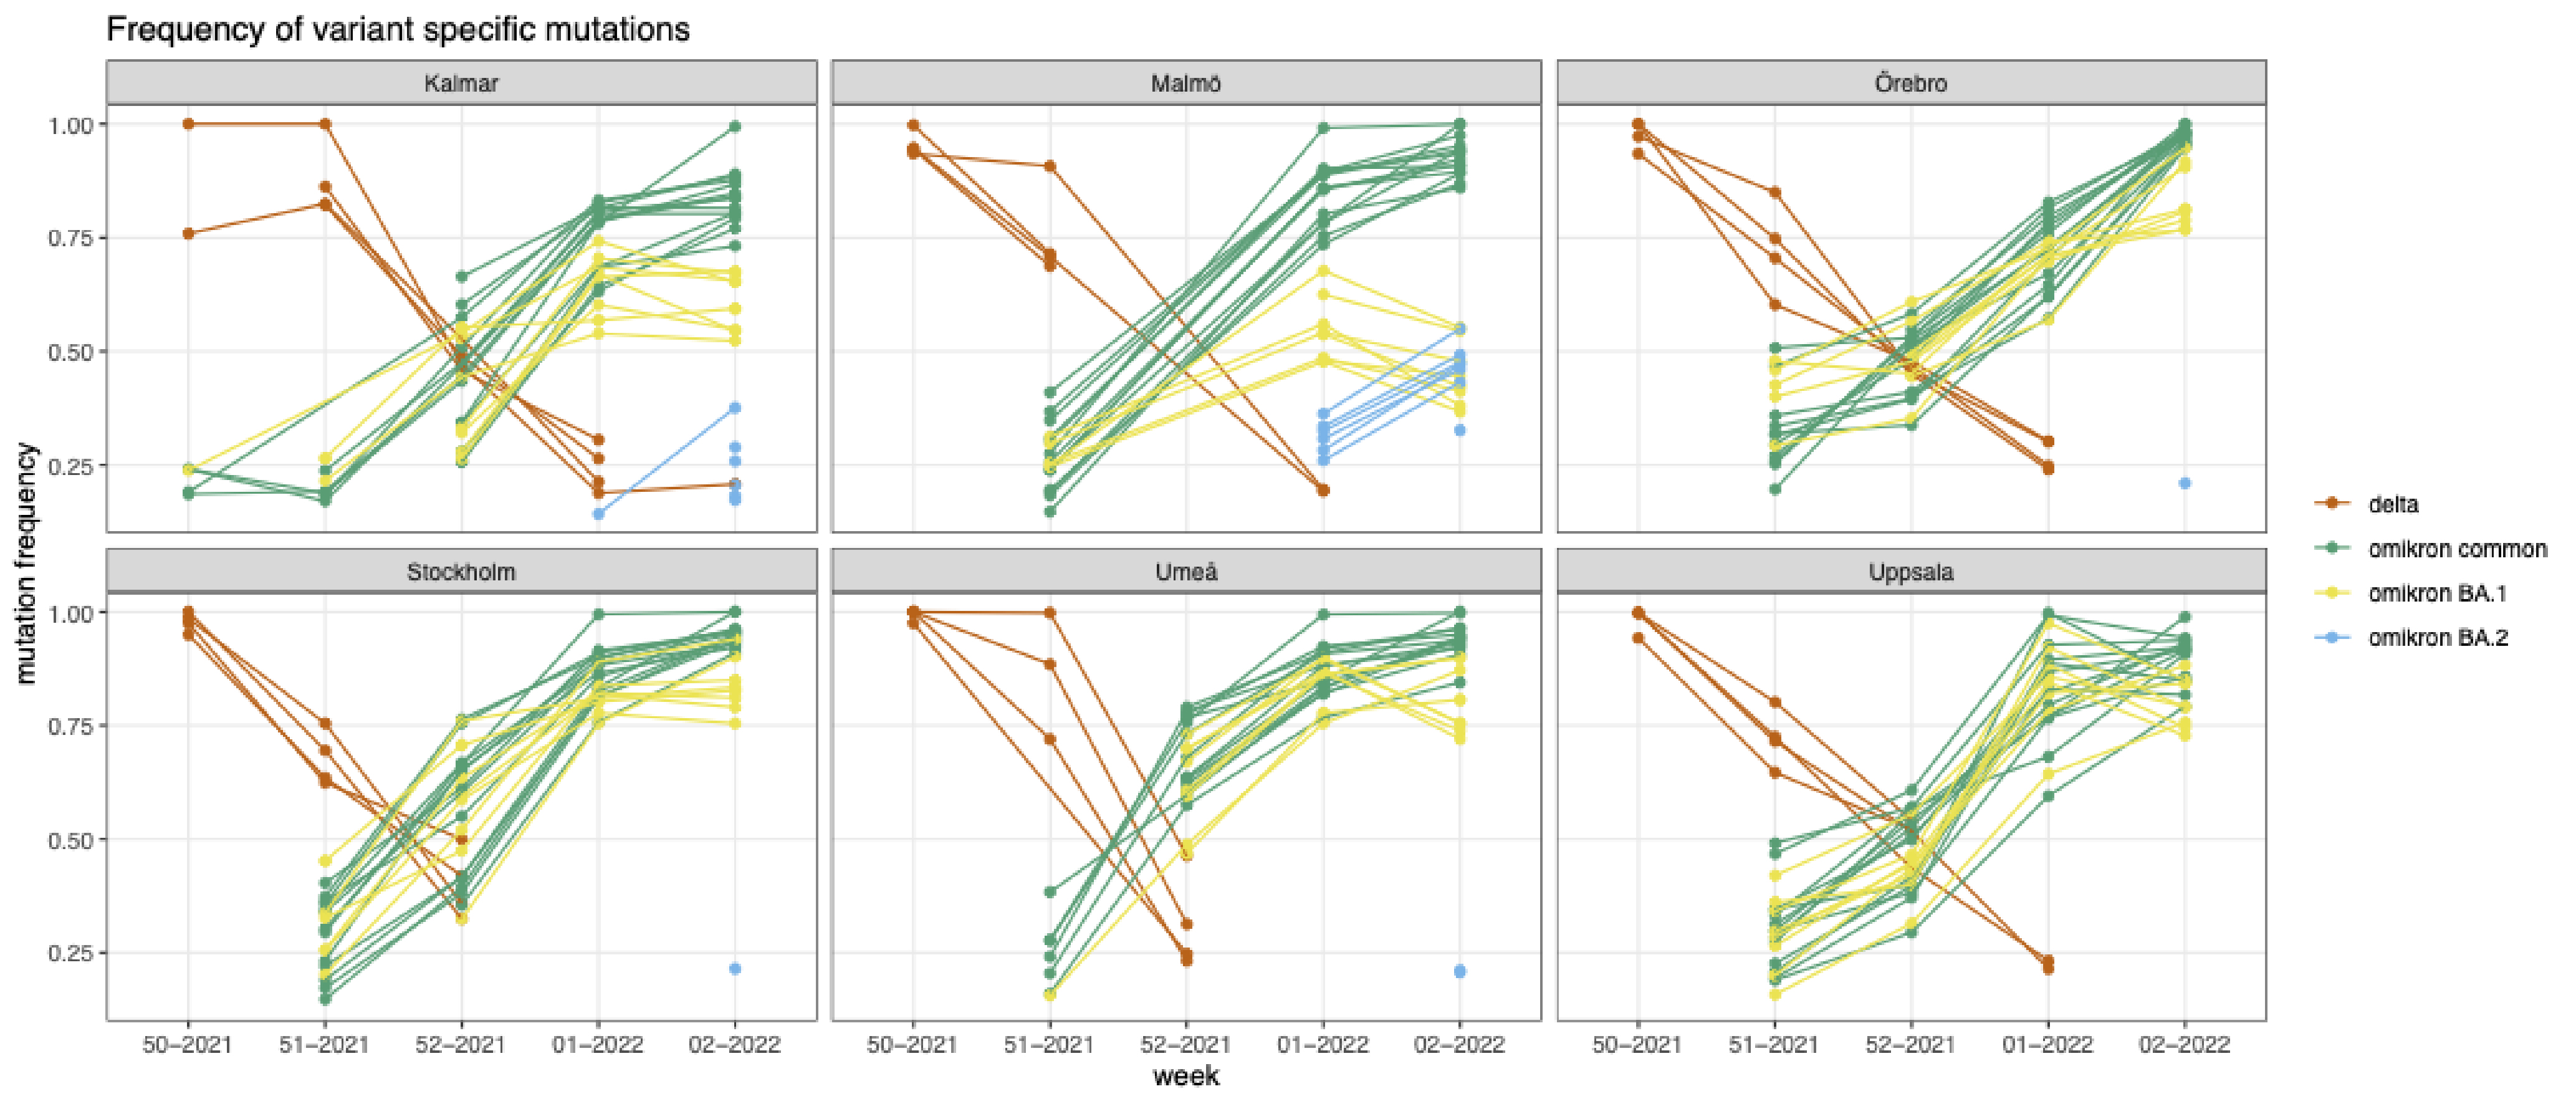 Frequency of variant specific mutations
Kalmar
Malmö
Örebro
1.00
0.75
0.50
0.25
Stockholm
Umeå
Uppsala
1.00
0.75
0.50
0.25
mutation frequency
50-2021 51-2021 52-2021 01-2022 02-2022
50-2021 51-2021 52-2021 01-2022 02-2022
50-2021 51-2021 52-2021 01-2022 02-2022
week
delta
omikron common
omikron BA.1
omikron BA.2